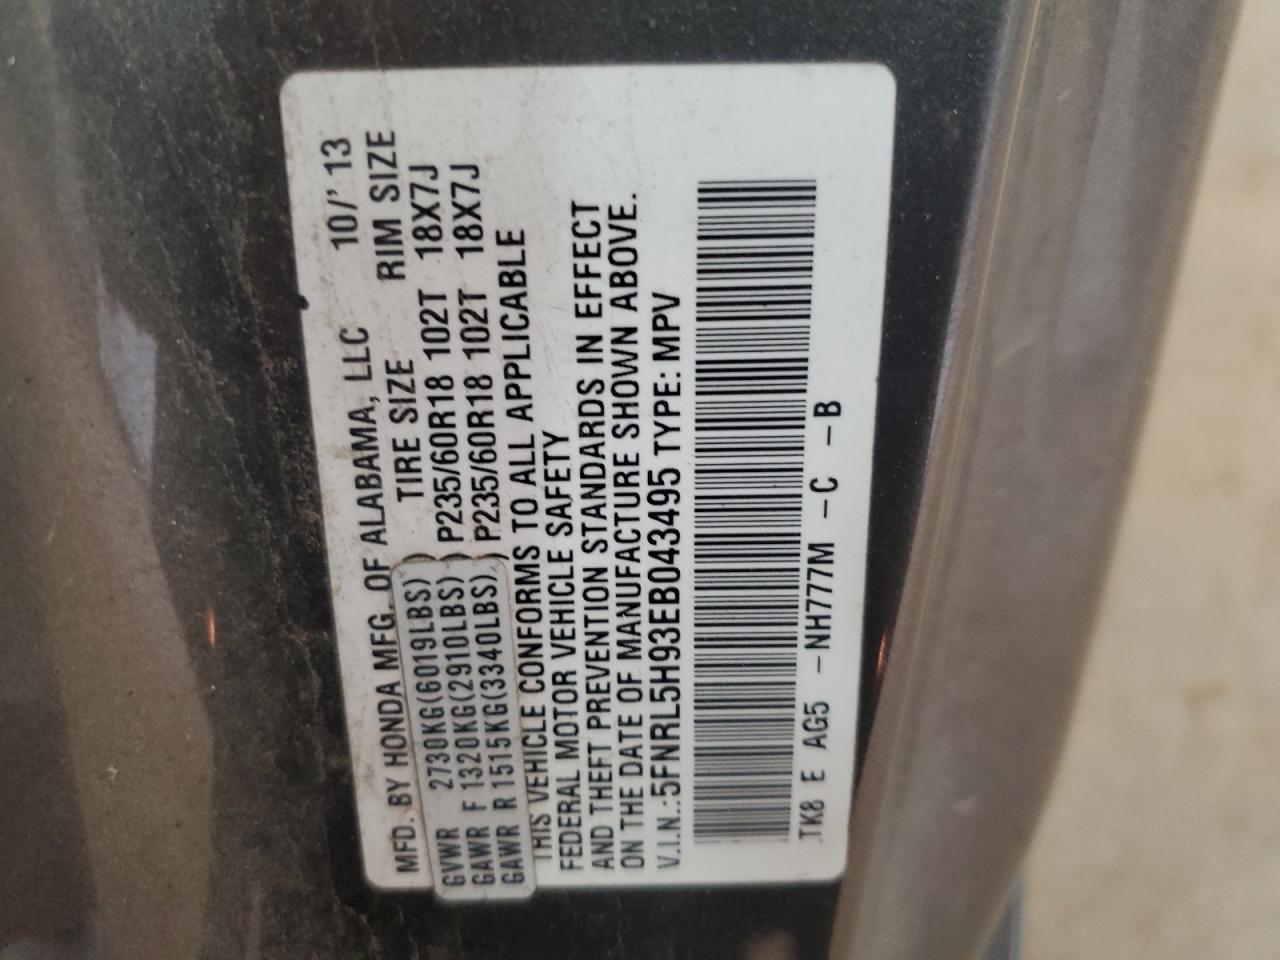 MFD. BY HONDA MFG. OF ALABAMA, LLC 10/'13
TIRE SIZE RIM SIZE
GVWR 2730KG(6019LBS) )
GAWR F 1320KG(2910LBS) ) P235/60R18 102T 18X7J
GAWR R 1515KG(3340LBS) ) P235/60R18 102T 18X7J
THIS VEHICLE CONFORMS TO ALL APPLICABLE
FEDERAL MOTOR VEHICLE SAFETY
AND THEFT PREVENTION STANDARDS IN EFFECT
ON THE DATE OF MANUFACTURE SHOWN ABOVE.
V.I.N.:5FNRL5H93EB043495 TYPE: MPV
TK8 E AG5 -NH777M -C -B